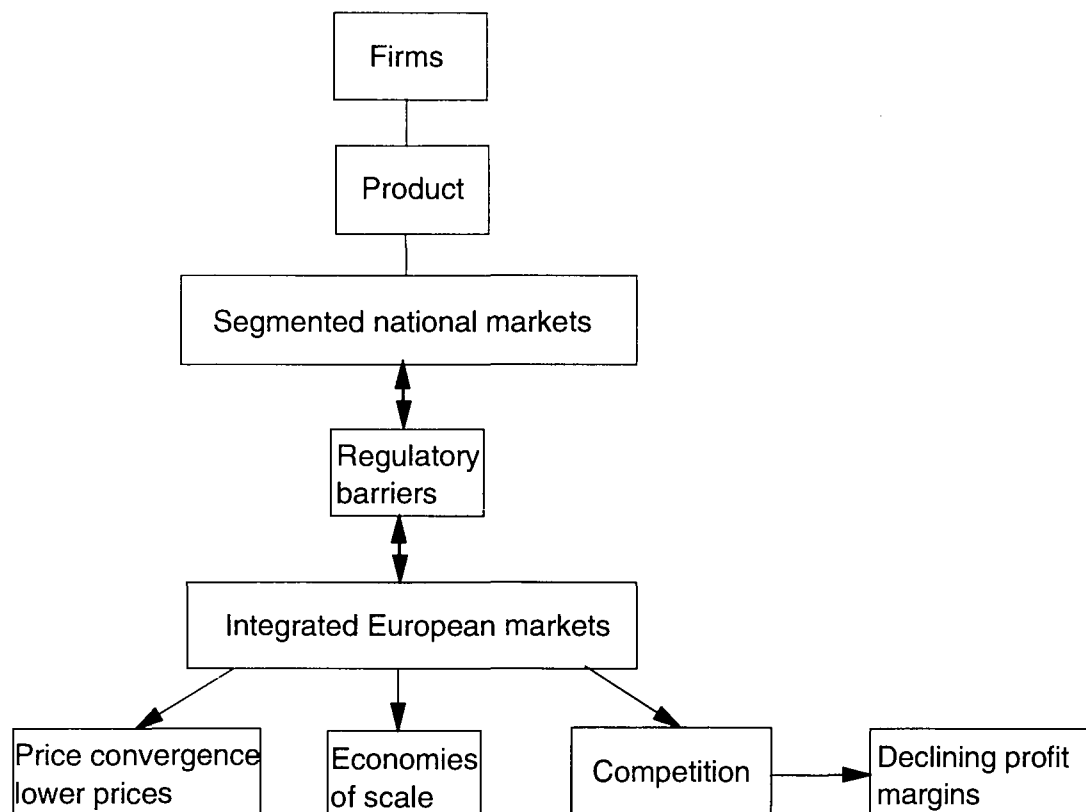 Firms
Product
Segmented national markets
Regulatory
barriers
Integrated European markets
Price convergence
lower prices
Economies
of scale
Competition
Declining profit
margins